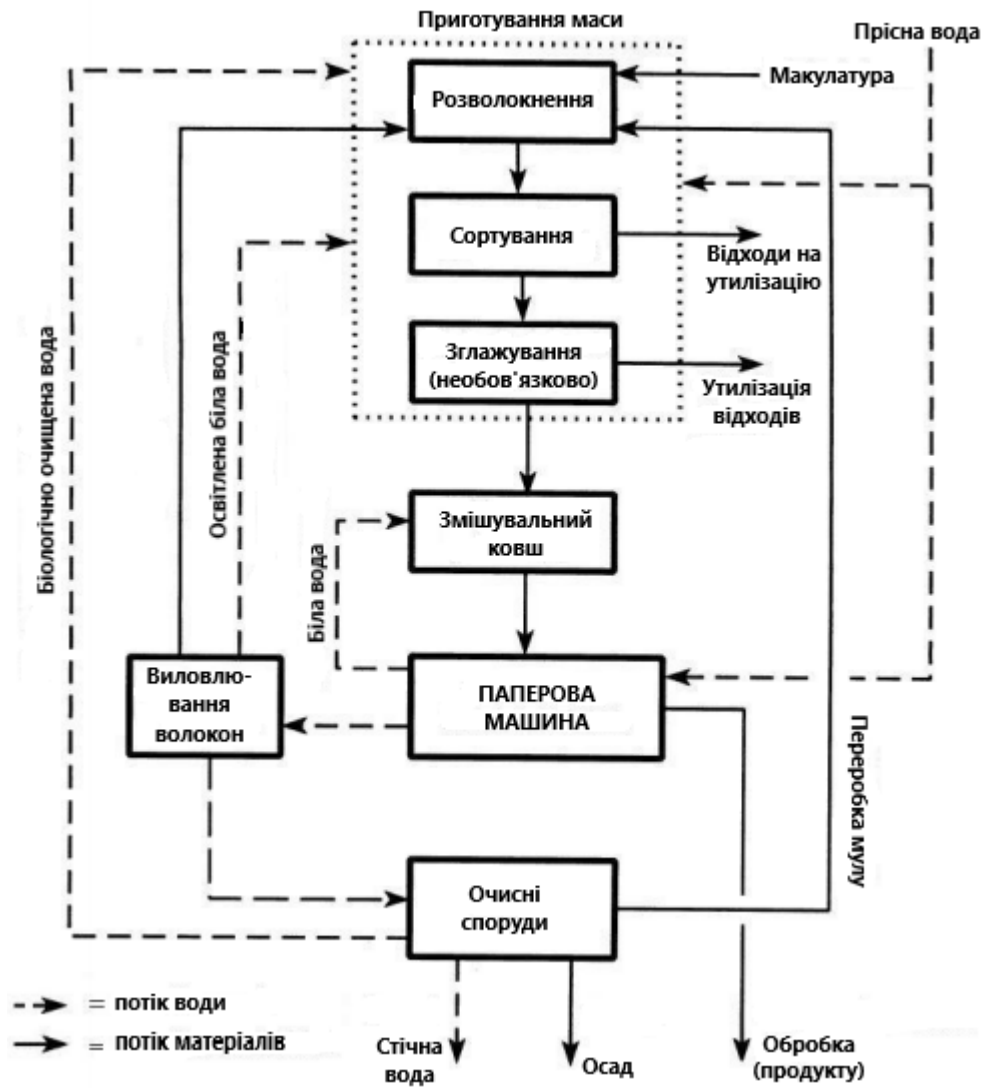 Приготування маси
Прісна вода
Макулатура
Розволокнення
Сортування
Відходи на
утилізацію
Зглажування
(необов'язково)
Утилізація
відходів
Біологічно очищена вода
Освітлена біла вода
Змішувальний
ковш
Біла вода
Виловлю-
вання
волокон
ПАПЕРОВА
МАШИНА
Переробка мулу
Очисні
споруди
= потік води
= потік матеріалів
Стічна
вода
Осад
Обробка
(продукту)